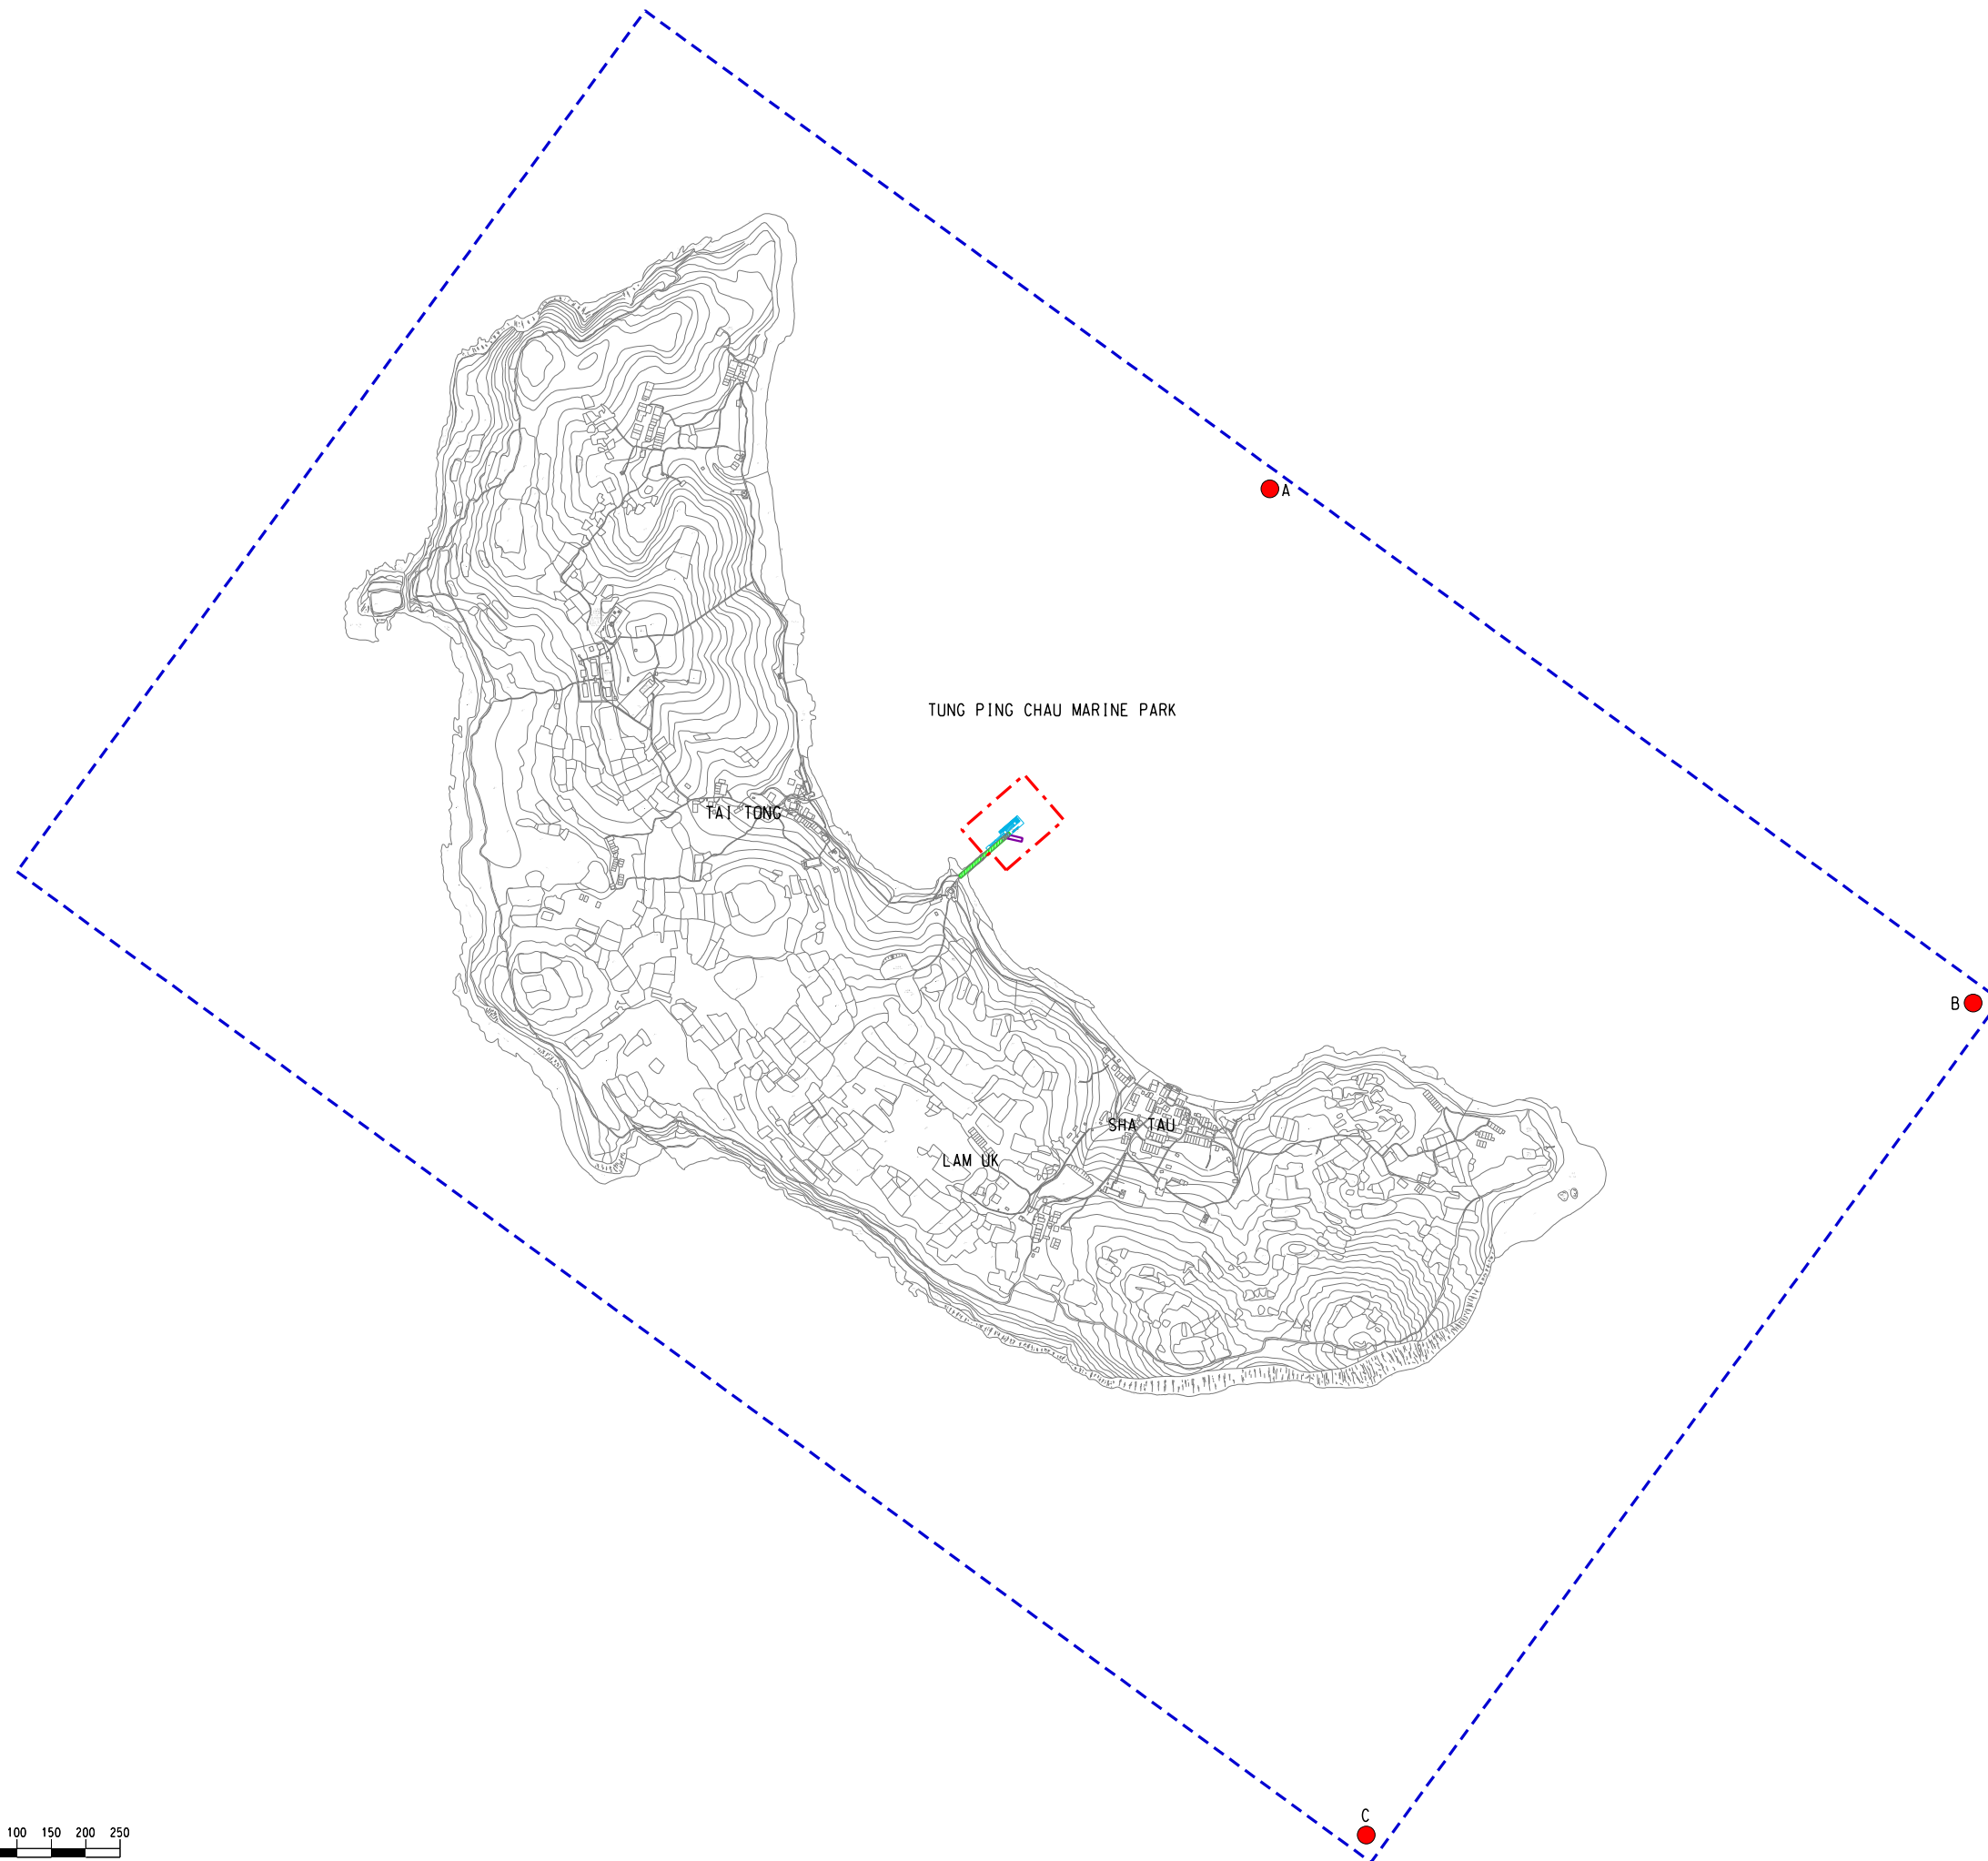 A
TUNG PING CHAU MARINE PARK
TAI TONG
B
SHA TAU
LAM UK
C
100 150 200 250